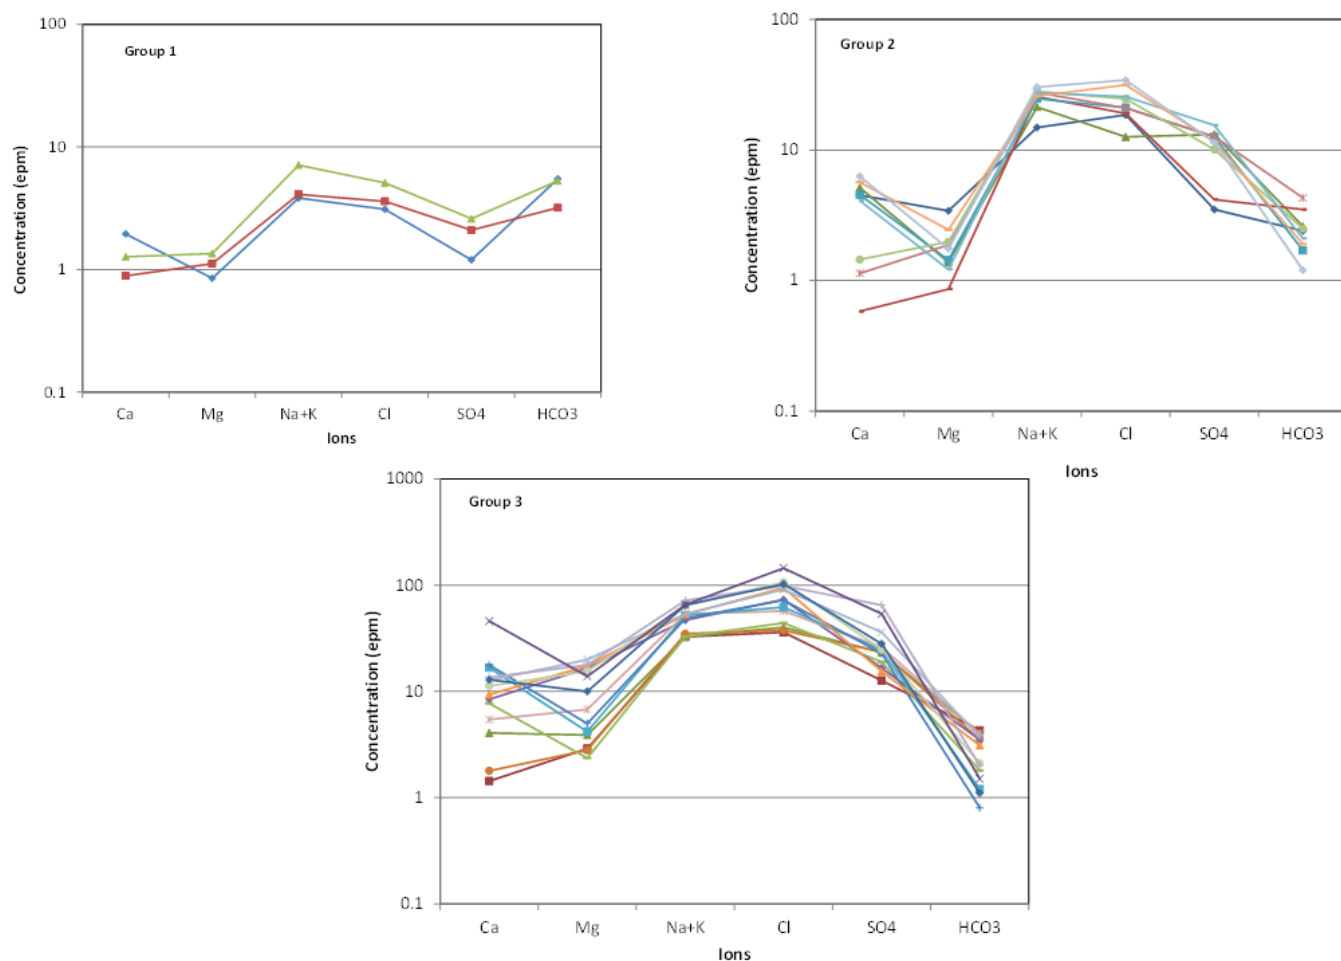 Group 1
Concentration (epm)
100
10
1
0.1
Ca Mg Na+K Cl SO4 HCO3
Ions
Group 2
Concentration (epm)
100
10
1
0.1
Ca Mg Na+K Cl SO4 HCO3
Ions
Group 3
Concentration (epm)
1000
100
10
1
0.1
Ca Mg Na+K Cl SO4 HCO3
Ions